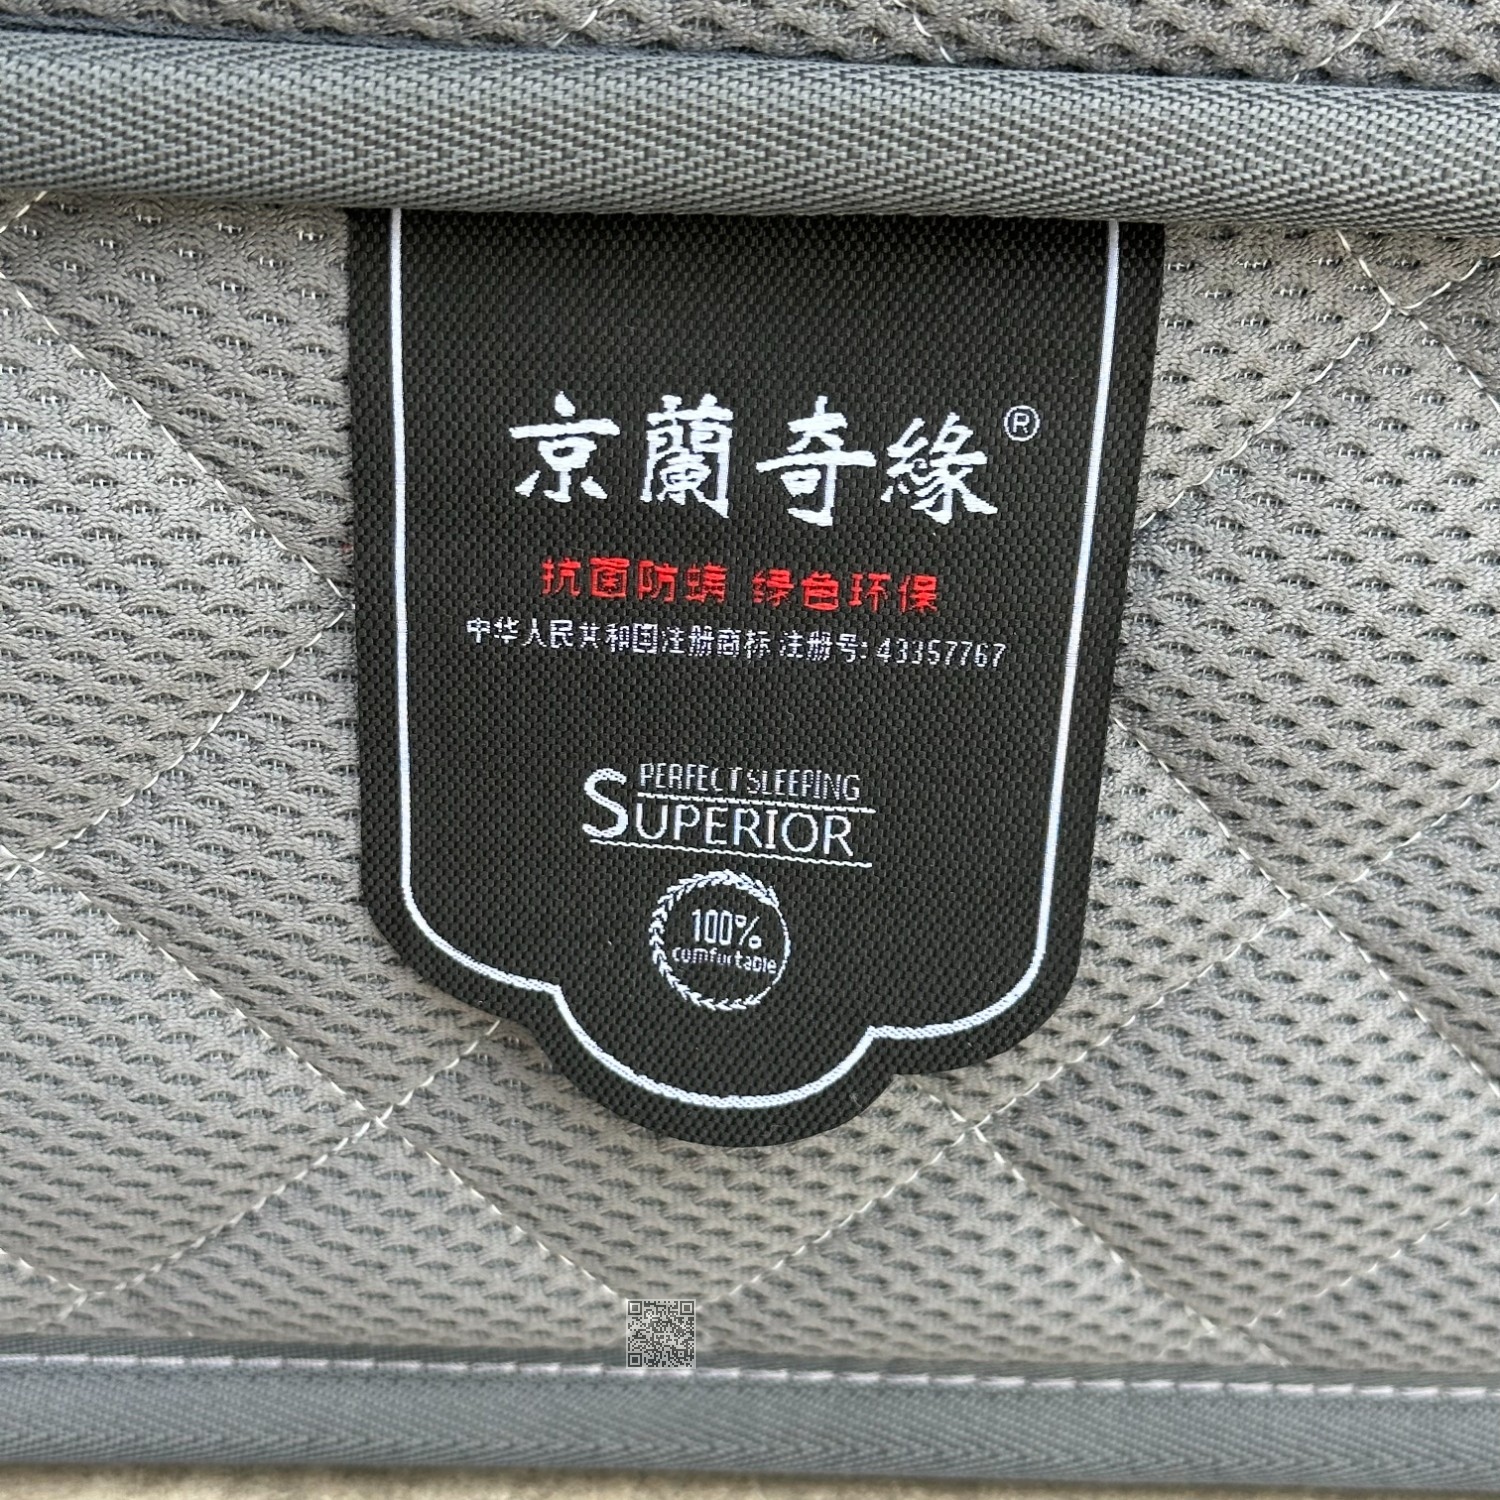 京蘭奇緣®
抗菌防螨 绿色环保
中华人民共和国注册商标 注册号: 43357767
PERFECT SLEEPING
SUPERIOR
100%
comfortable